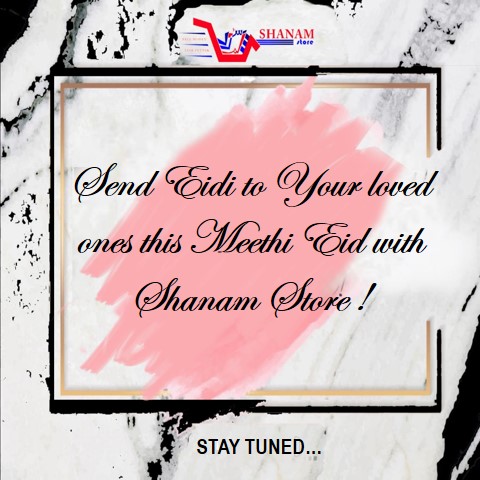 SHANAM
store
Send Eidi to Your loved
ones this Meethi Eid with
Shanam Store !
STAY TUNED...